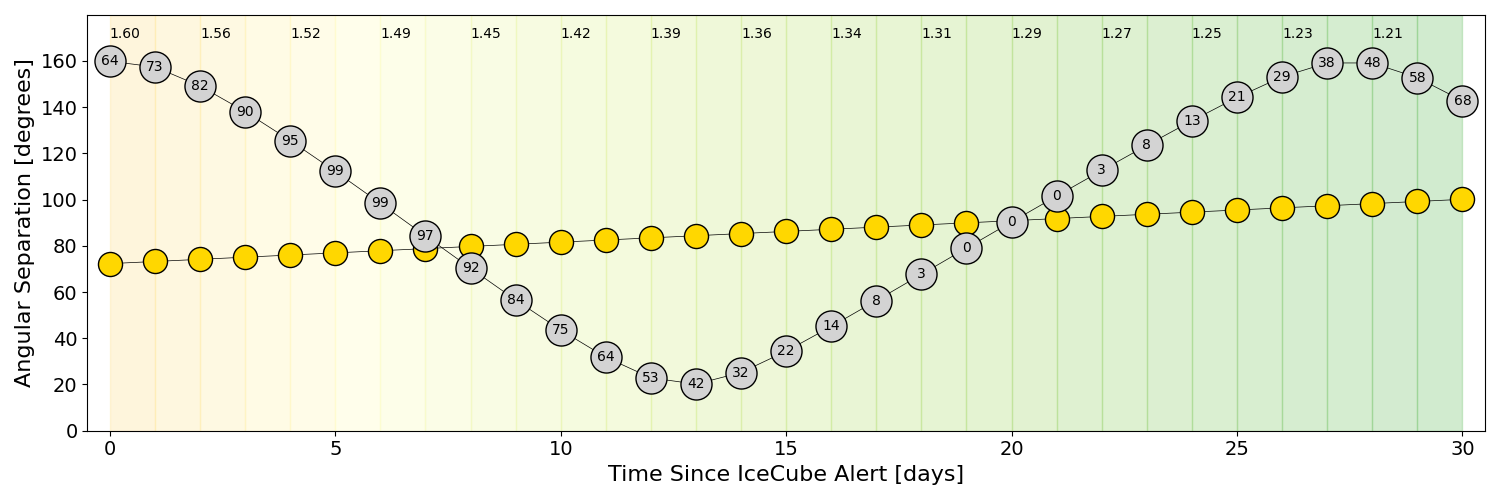 1.60 1.56 1.52 1.49 1.45 1.42 1.39 1.36 1.34 1.31 1.29 1.27 1.25 1.23 1.21
64 73 82 90 95 99 99 97 92 84 75 64 53 42 32 22 14 8 3 0 0 0 3 8 13 21 29 38 48 58 68
Angular Separation [degrees]
160
140
120
100
80
60
40
20
0
0 5 10 15 20 25 30
Time Since IceCube Alert [days]